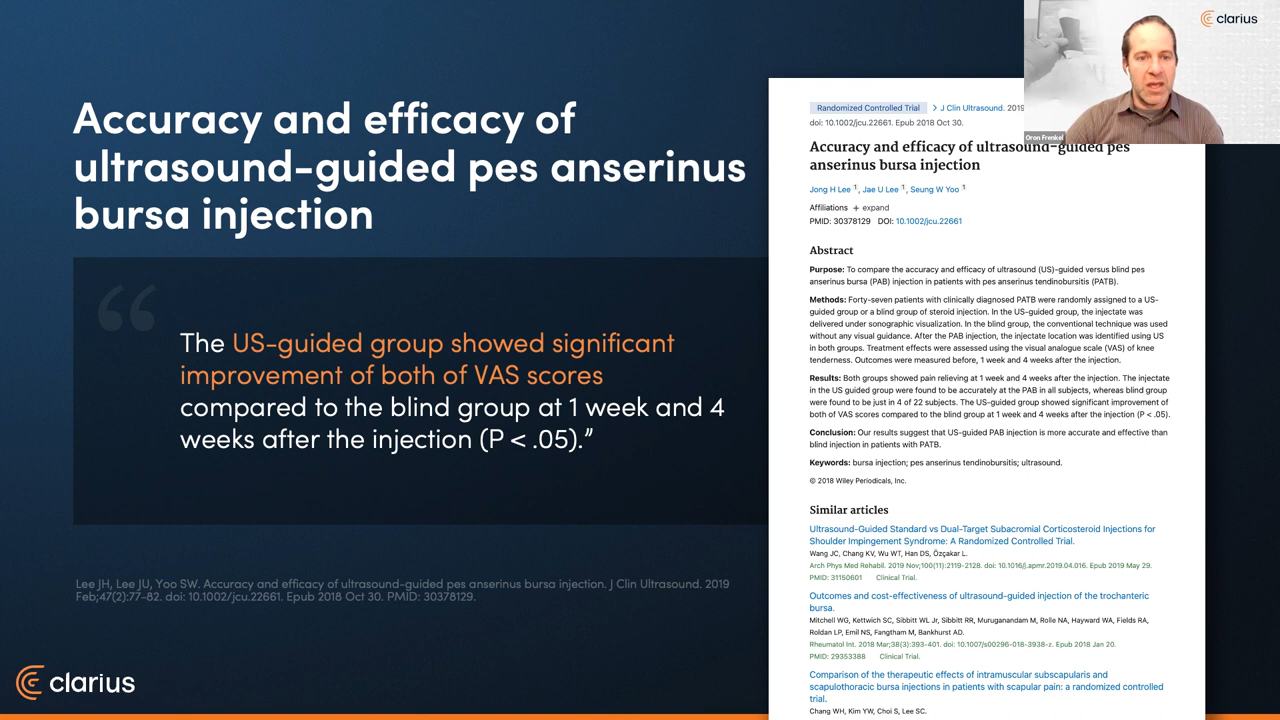 Accuracy and efficacy of
ultrasound-guided pes anserinus
bursa injection
“
The US-guided group showed significant
improvement of both of VAS scores
compared to the blind group at 1 week and 4
weeks after the injection (P < .05).”
Lee JH, Lee JU, Yoo SW. Accuracy and efficacy of ultrasound-guided pes anserinus bursa injection. J Clin Ultrasound. 2019
Feb;47(2):77-82. doi: 10.1002/jcu.22661. Epub 2018 Oct 30. PMID: 30378129.
clarius
Randomized Controlled Trial > J Clin Ultrasound. 2019
doi: 10.1002/jcu.22661. Epub 2018 Oct 30.
Accuracy and efficacy of ultrasound-guided pes
anserinus bursa injection
Jong H Lee 1, Jae U Lee 1, Seung W Yoo 1
Affiliations + expand
PMID: 30378129 DOI: 10.1002/jcu.22661
Abstract
Purpose: To compare the accuracy and efficacy of ultrasound (US)-guided versus blind pes
anserinus bursa (PAB) injection in patients with pes anserinus tendinobursitis (PATB).
Methods: Forty-seven patients with clinically diagnosed PATB were randomly assigned to a US-
guided group or a blind group of steroid injection. In the US-guided group, the injectate was
delivered under sonographic visualization. In the blind group, the conventional technique was used
without any visual guidance. After the PAB injection, the injectate location was identified using US
in both groups. Treatment effects were assessed using the visual analogue scale (VAS) of knee
tenderness. Outcomes were measured before, 1 week and 4 weeks after the injection.
Results: Both groups showed pain relieving at 1 week and 4 weeks after the injection. The injectate
in the US guided group were found to be accurately at the PAB in all subjects, whereas blind group
were found to be just in 4 of 22 subjects. The US-guided group showed significant improvement of
both of VAS scores compared to the blind group at 1 week and 4 weeks after the injection (P < .05).
Conclusion: Our results suggest that US-guided PAB injection is more accurate and effective than
blind injection in patients with PATB.
Keywords: bursa injection; pes anserinus tendinobursitis; ultrasound.
© 2018 Wiley Periodicals, Inc.
Similar articles
Ultrasound-Guided Standard vs Dual-Target Subacromial Corticosteroid Injections for
Shoulder Impingement Syndrome: A Randomized Controlled Trial.
Wang JC, Chang KV, Wu WT, Han DS, Özçakar L.
Arch Phys Med Rehabil. 2019 Nov;100(11):2119-2128. doi: 10.1016/j.apmr.2019.04.016. Epub 2019 May 29.
PMID: 31150601 Clinical Trial.
Outcomes and cost-effectiveness of ultrasound-guided injection of the trochanteric
bursa.
Mitchell WG, Kettwich SC, Sibbitt WL Jr, Sibbitt RR, Muruganandam M, Rolle NA, Hayward WA, Fields RA,
Roldan LP, Emil NS, Fangtham M, Bankhurst AD.
Rheumatol Int. 2018 Mar;38(3):393-401. doi: 10.1007/s00296-018-3938-z. Epub 2018 Jan 20.
PMID: 29353388 Clinical Trial.
Comparison of the therapeutic effects of intramuscular subscapularis and
scapulothoracic bursa injections in patients with scapular pain: a randomized controlled
trial.
Chang WH, Kim YW, Choi S, Lee SC.
clarius
Oron Frenkel